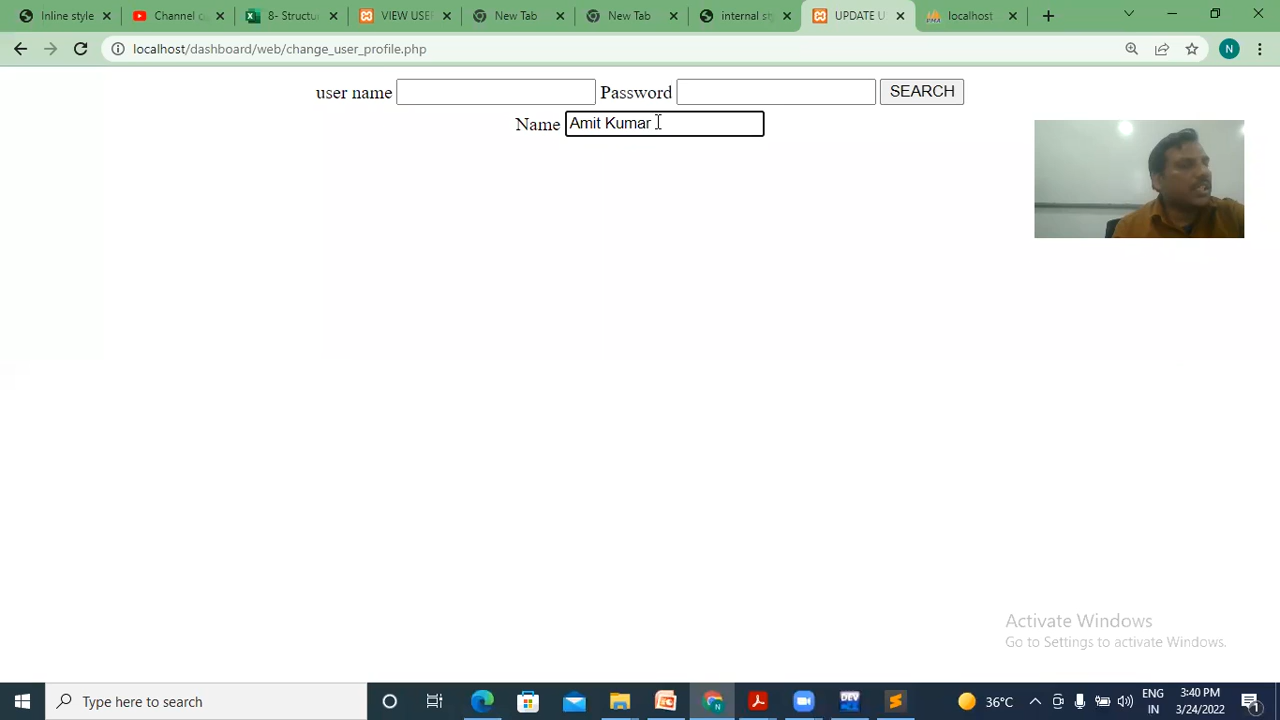 Inline style
Channel c
8- Structu
VIEW USE
New Tab
New Tab
internal st
UPDATE U
localhost
localhost/dashboard/web/change_user_profile.php
N
user name
Password
SEARCH
Name
Amit Kumar
Activate Windows
Go to Settings to activate Windows.
Type here to search
36°C
ENG
IN
3:40 PM
3/24/2022